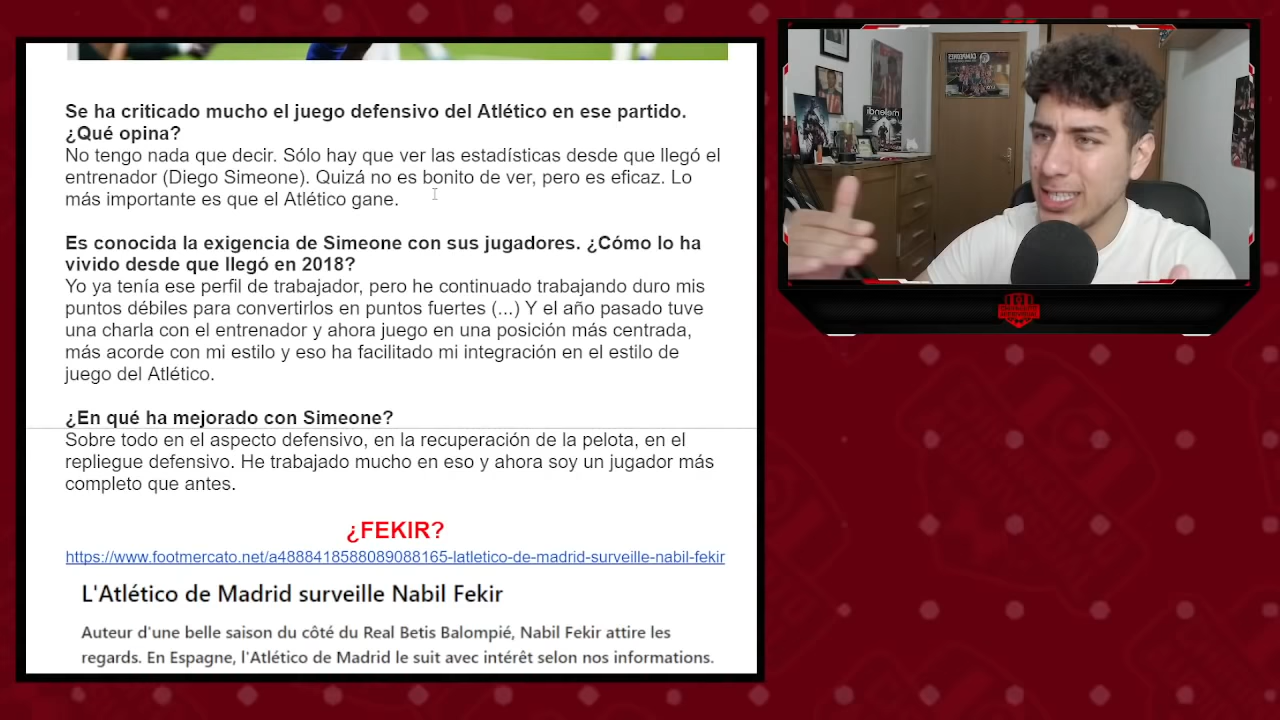 Se ha criticado mucho el juego defensivo del Atlético en ese partido.
¿Qué opina?
No tengo nada que decir. Sólo hay que ver las estadísticas desde que llegó el
entrenador (Diego Simeone). Quizá no es bonito de ver, pero es eficaz. Lo
más importante es que el Atlético gane.
Es conocida la exigencia de Simeone con sus jugadores. ¿Cómo lo ha
vivido desde que llegó en 2018?
Yo ya tenía ese perfil de trabajador, pero he continuado trabajando duro mis
puntos débiles para convertirlos en puntos fuertes (...) Y el año pasado tuve
una charla con el entrenador y ahora juego en una posición más centrada,
más acorde con mi estilo y eso ha facilitado mi integración en el estilo de
juego del Atlético.
¿En qué ha mejorado con Simeone?
Sobre todo en el aspecto defensivo, en la recuperación de la pelota, en el
repliegue defensivo. He trabajado mucho en eso y ahora soy un jugador más
completo que antes.
¿FEKIR?
https://www.footmercato.net/a4888418588089088165-latletico-de-madrid-surveille-nabil-fekir
L'Atlético de Madrid surveille Nabil Fekir
Auteur d'une belle saison du côté du Real Betis Balompié, Nabil Fekir attire les
regards. En Espagne, l'Atlético de Madrid le suit avec intérêt selon nos informations.
melendi